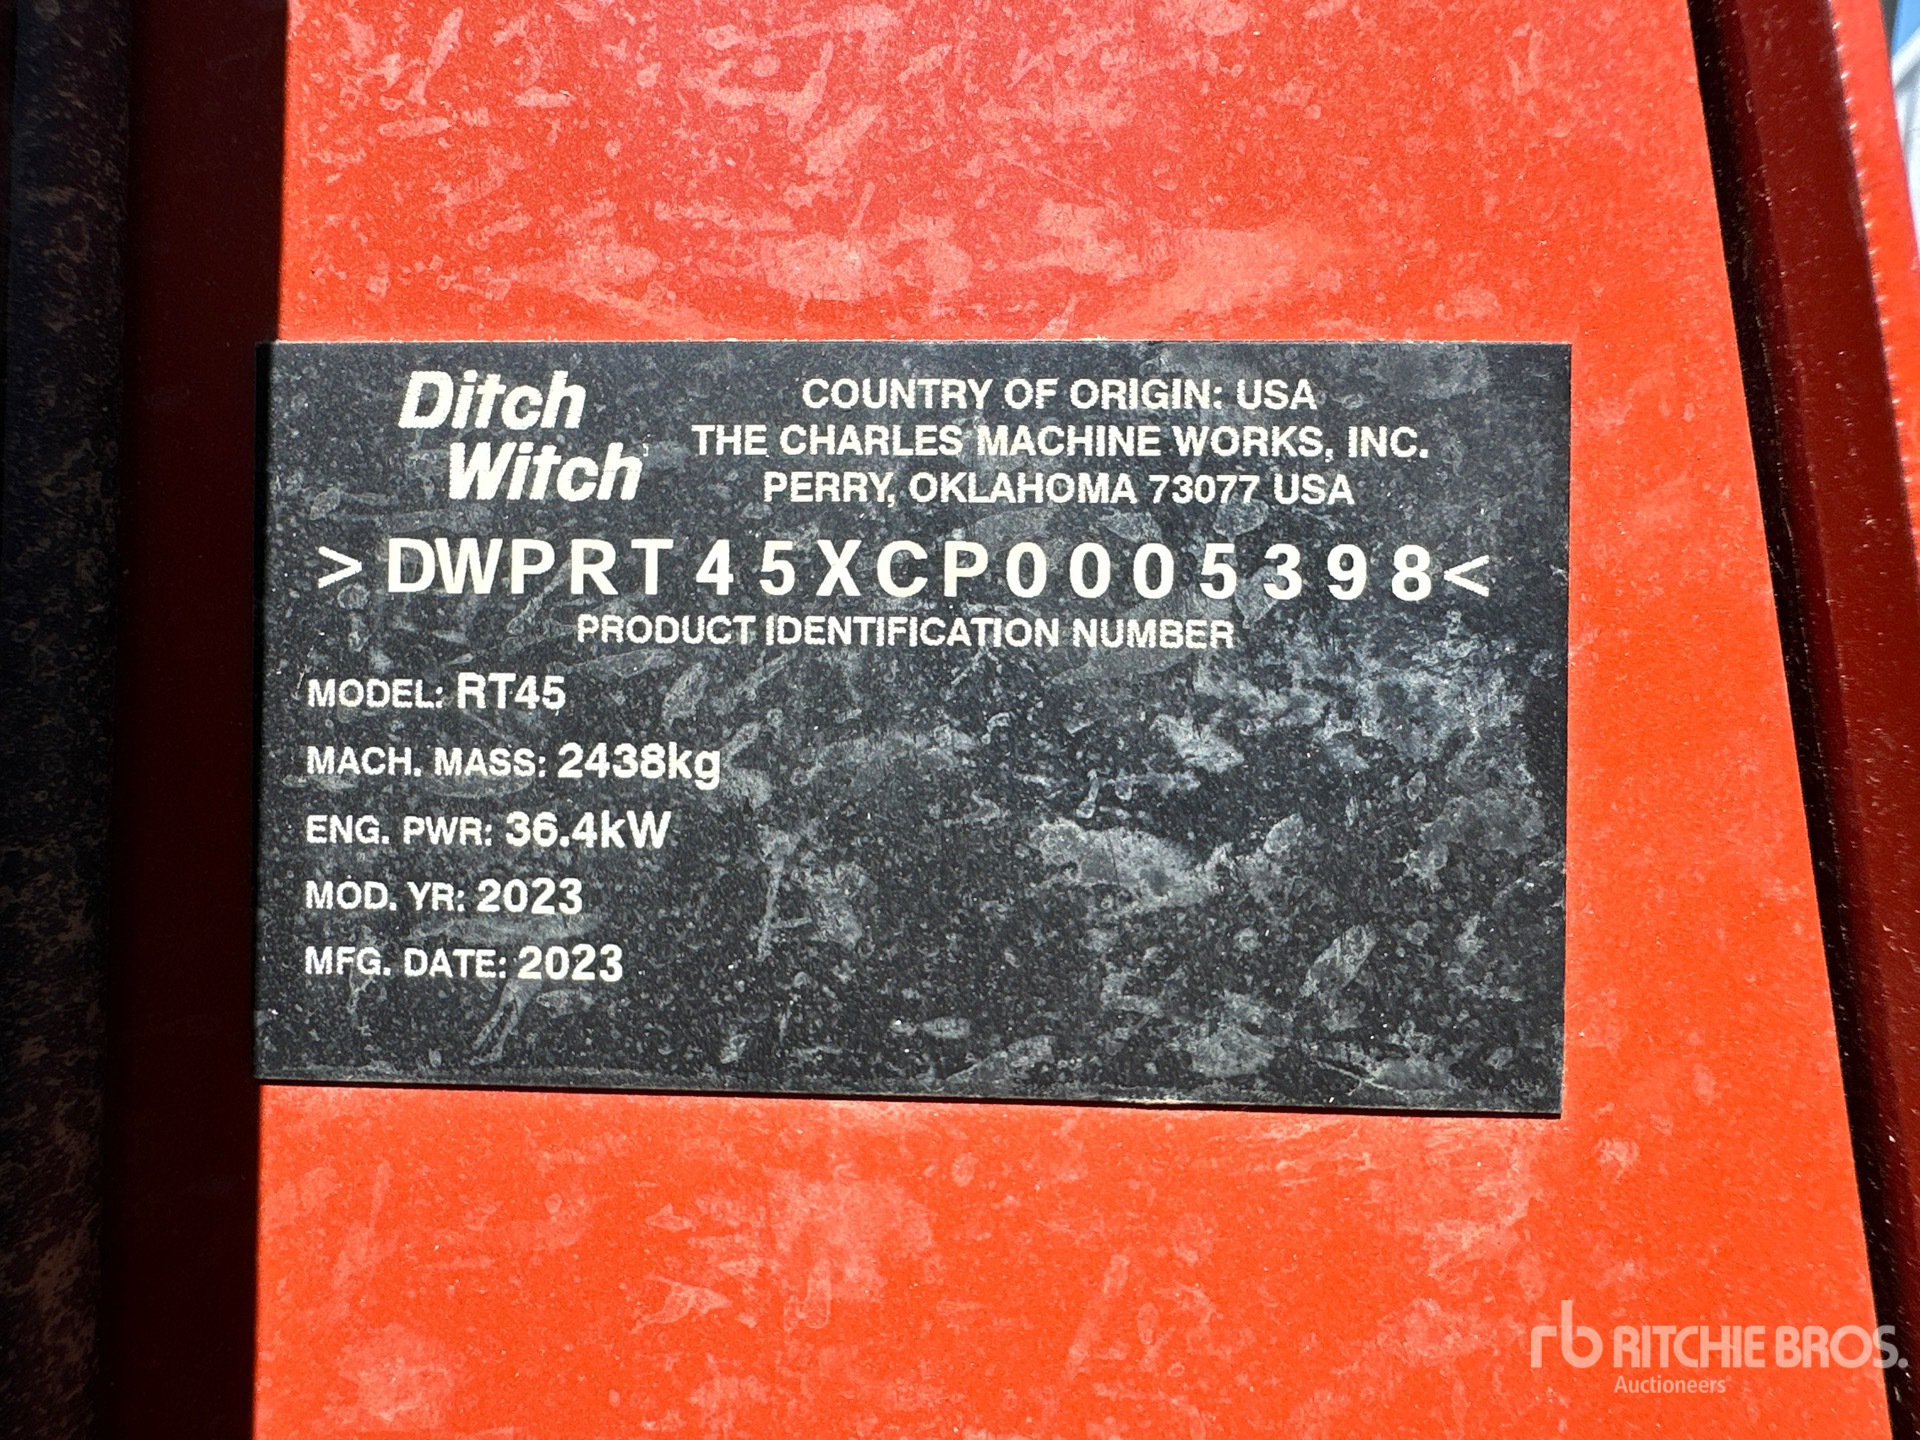 Ditch
Witch
COUNTRY OF ORIGIN: USA
THE CHARLES MACHINE WORKS, INC.
PERRY, OKLAHOMA 73077 USA
>DWPRT45XCP0005398<
PRODUCT IDENTIFICATION NUMBER
MODEL: RT45
MACH. MASS: 2438kg
ENG. PWR: 36.4kW
MOD. YR: 2023
MFG. DATE: 2023
rb RITCHIE BROS.
Auctioneers